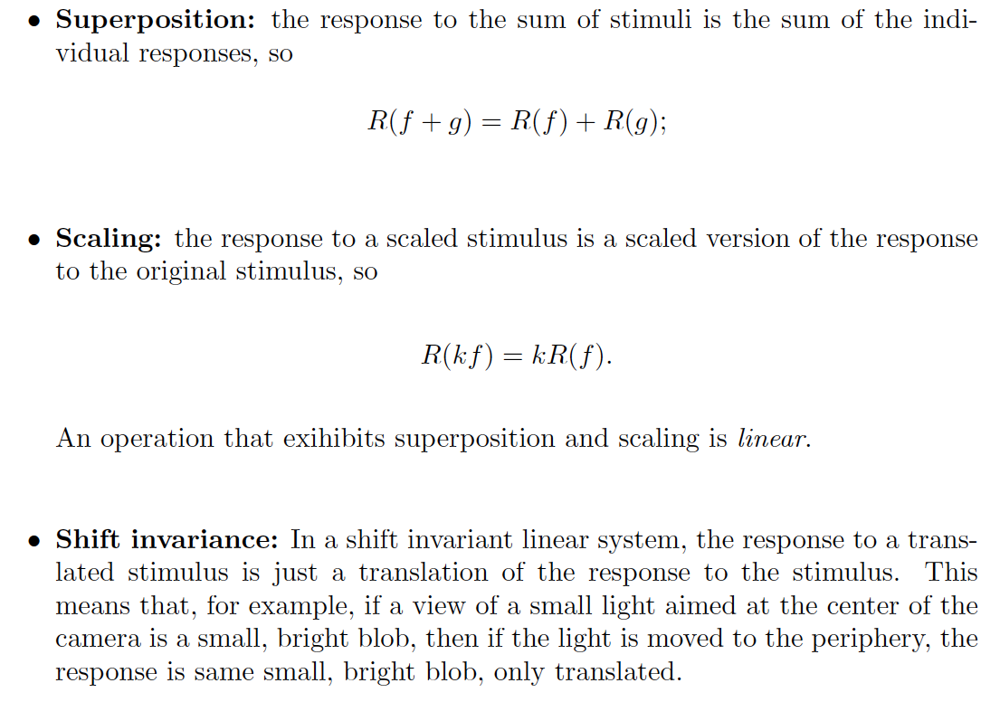 • Superposition: the response to the sum of stimuli is the sum of the indi-
vidual responses, so
R(f + g) = R(f) + R(g);
• Scaling: the response to a scaled stimulus is a scaled version of the response
to the original stimulus, so
R(kf) = kR(f).
An operation that exihibits superposition and scaling is linear.
• Shift invariance: In a shift invariant linear system, the response to a trans-
lated stimulus is just a translation of the response to the stimulus. This
means that, for example, if a view of a small light aimed at the center of the
camera is a small, bright blob, then if the light is moved to the periphery, the
response is same small, bright blob, only translated.